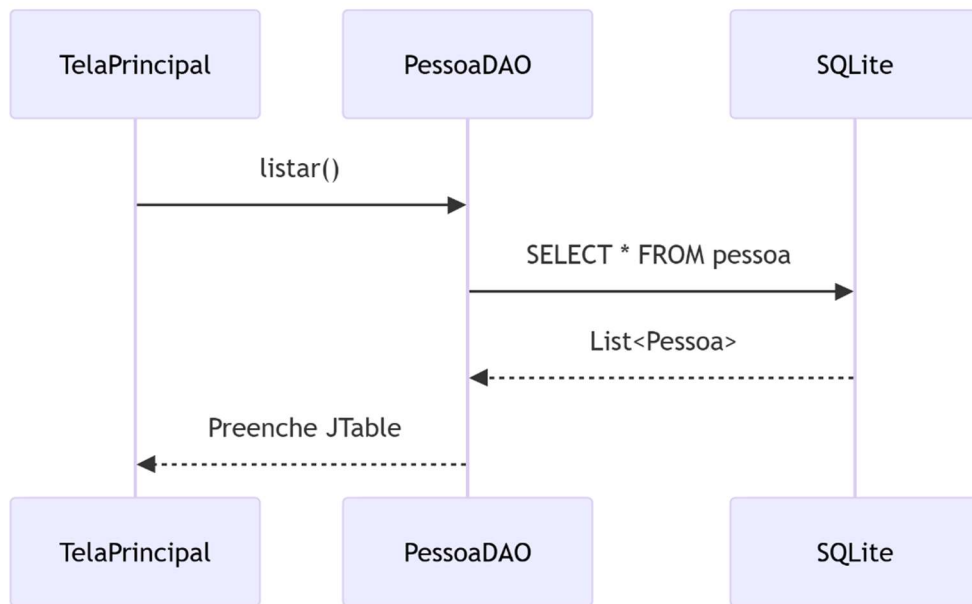 TelaPrincipal
PessoaDAO
SQLite
listar()
SELECT * FROM pessoa
List<Pessoa>
Preenche JTable
TelaPrincipal
PessoaDAO
SQLite